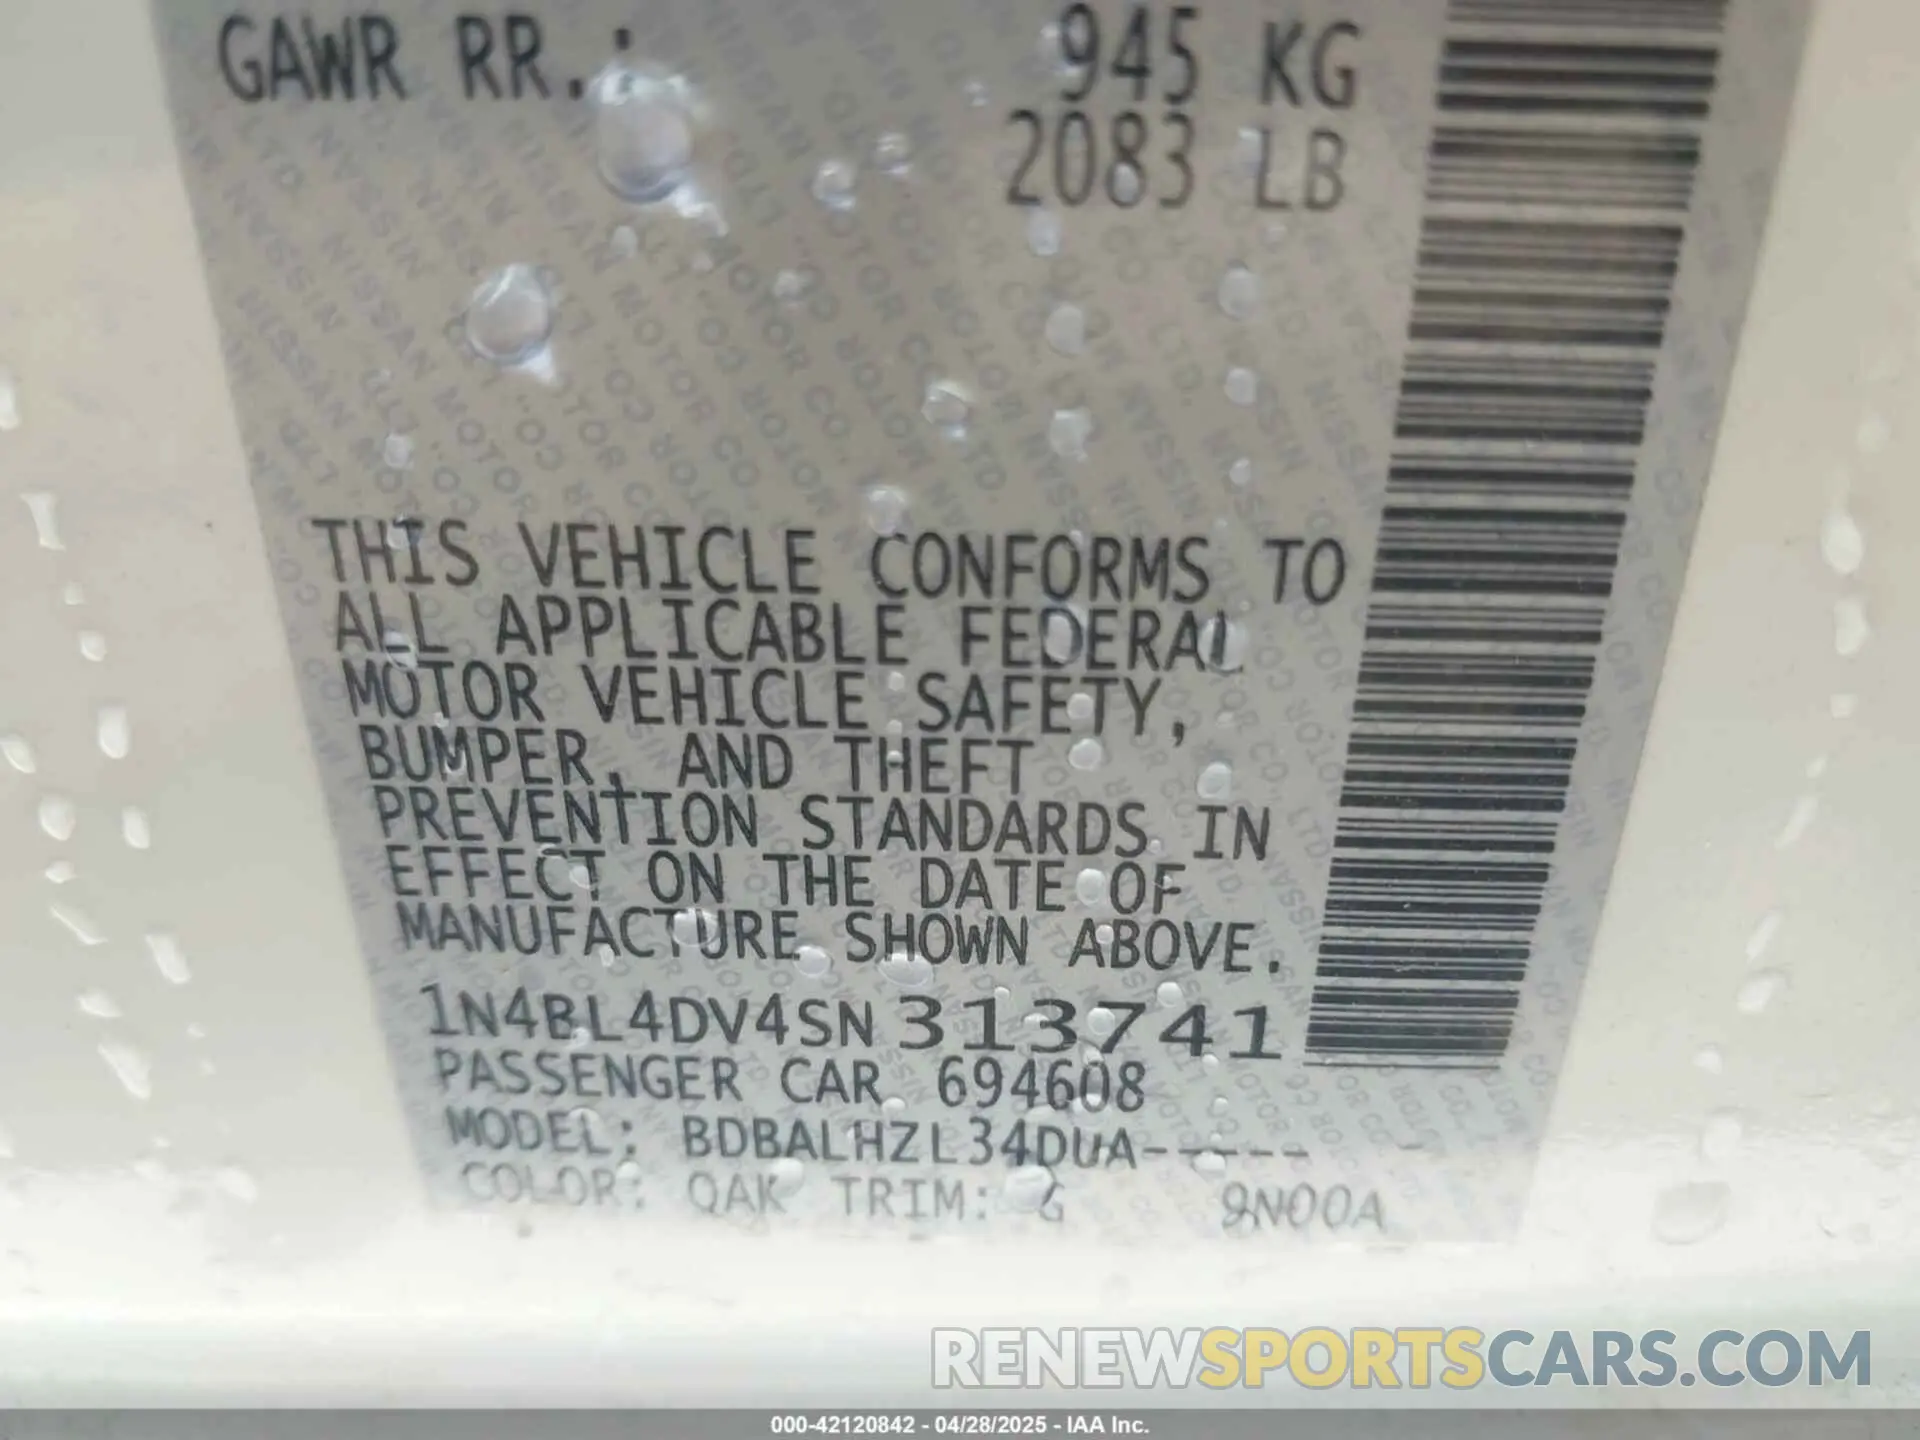 GAWR RR.: 945 KG
2083 LB
THIS VEHICLE CONFORMS TO
ALL APPLICABLE FEDERAL
MOTOR VEHICLE SAFETY,
BUMPER, AND THEFT
PREVENTION STANDARDS IN
EFFECT ON THE DATE OF
MANUFACTURE SHOWN ABOVE.
1N4BL4DV4SN313741
PASSENGER CAR 694608
MODEL: BDBALHZL34DUA-----  -
COLOR: QAK TRIM: G 9N00A
RENEWSPORTSCARS.COM
000-42120842 - 04/28/2025 - IAA Inc.